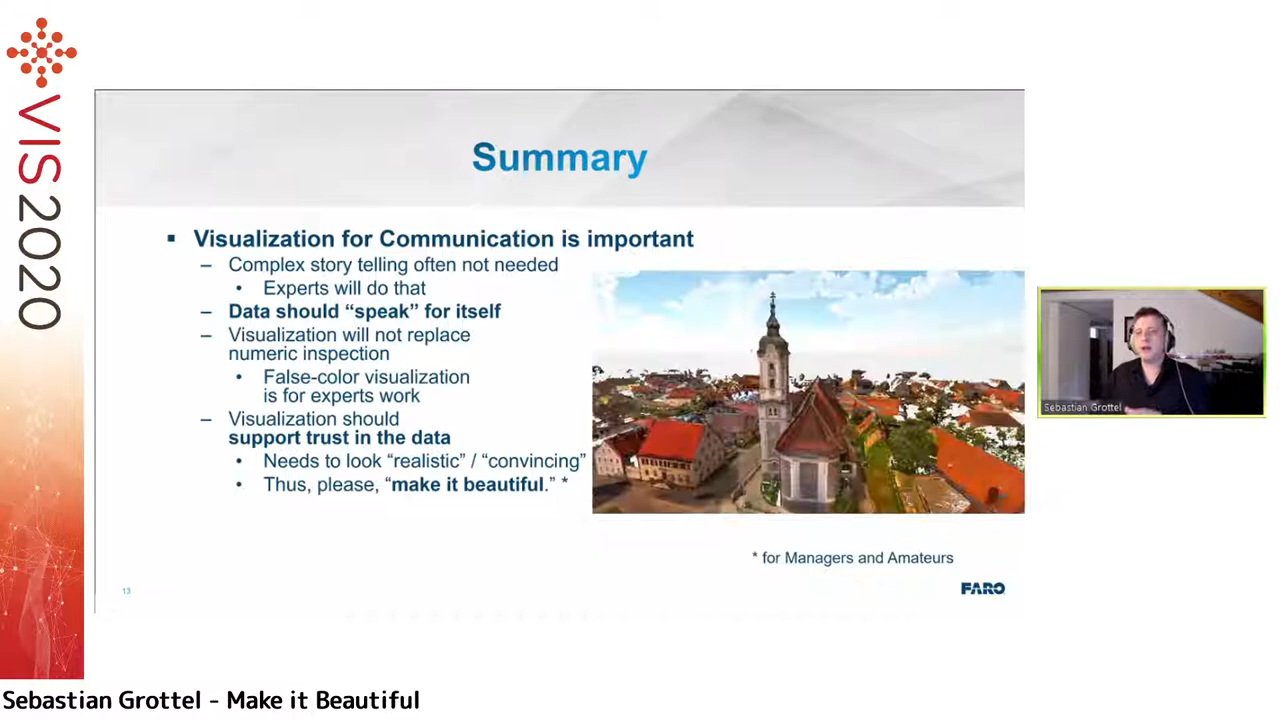 VIS2020
Summary
▪ Visualization for Communication is important
– Complex story telling often not needed
• Experts will do that
– Data should “speak” for itself
– Visualization will not replace
numeric inspection
• False-color visualization
is for experts work
– Visualization should
support trust in the data
• Needs to look “realistic” / “convincing”
• Thus, please, “make it beautiful.” *
* for Managers and Amateurs
13
FARO
Sebastian Grottel
Sebastian Grottel - Make it Beautiful